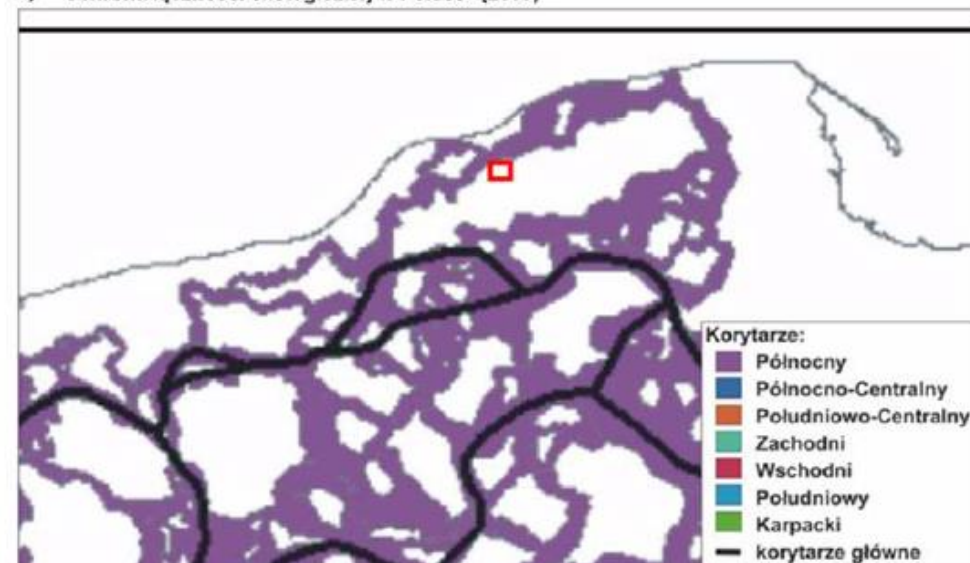 Korytarze:
Północny
Północno-Centralny
Południowo-Centralny
Zachodni
Wschodni
Południowy
Karpacki
korytarze główne